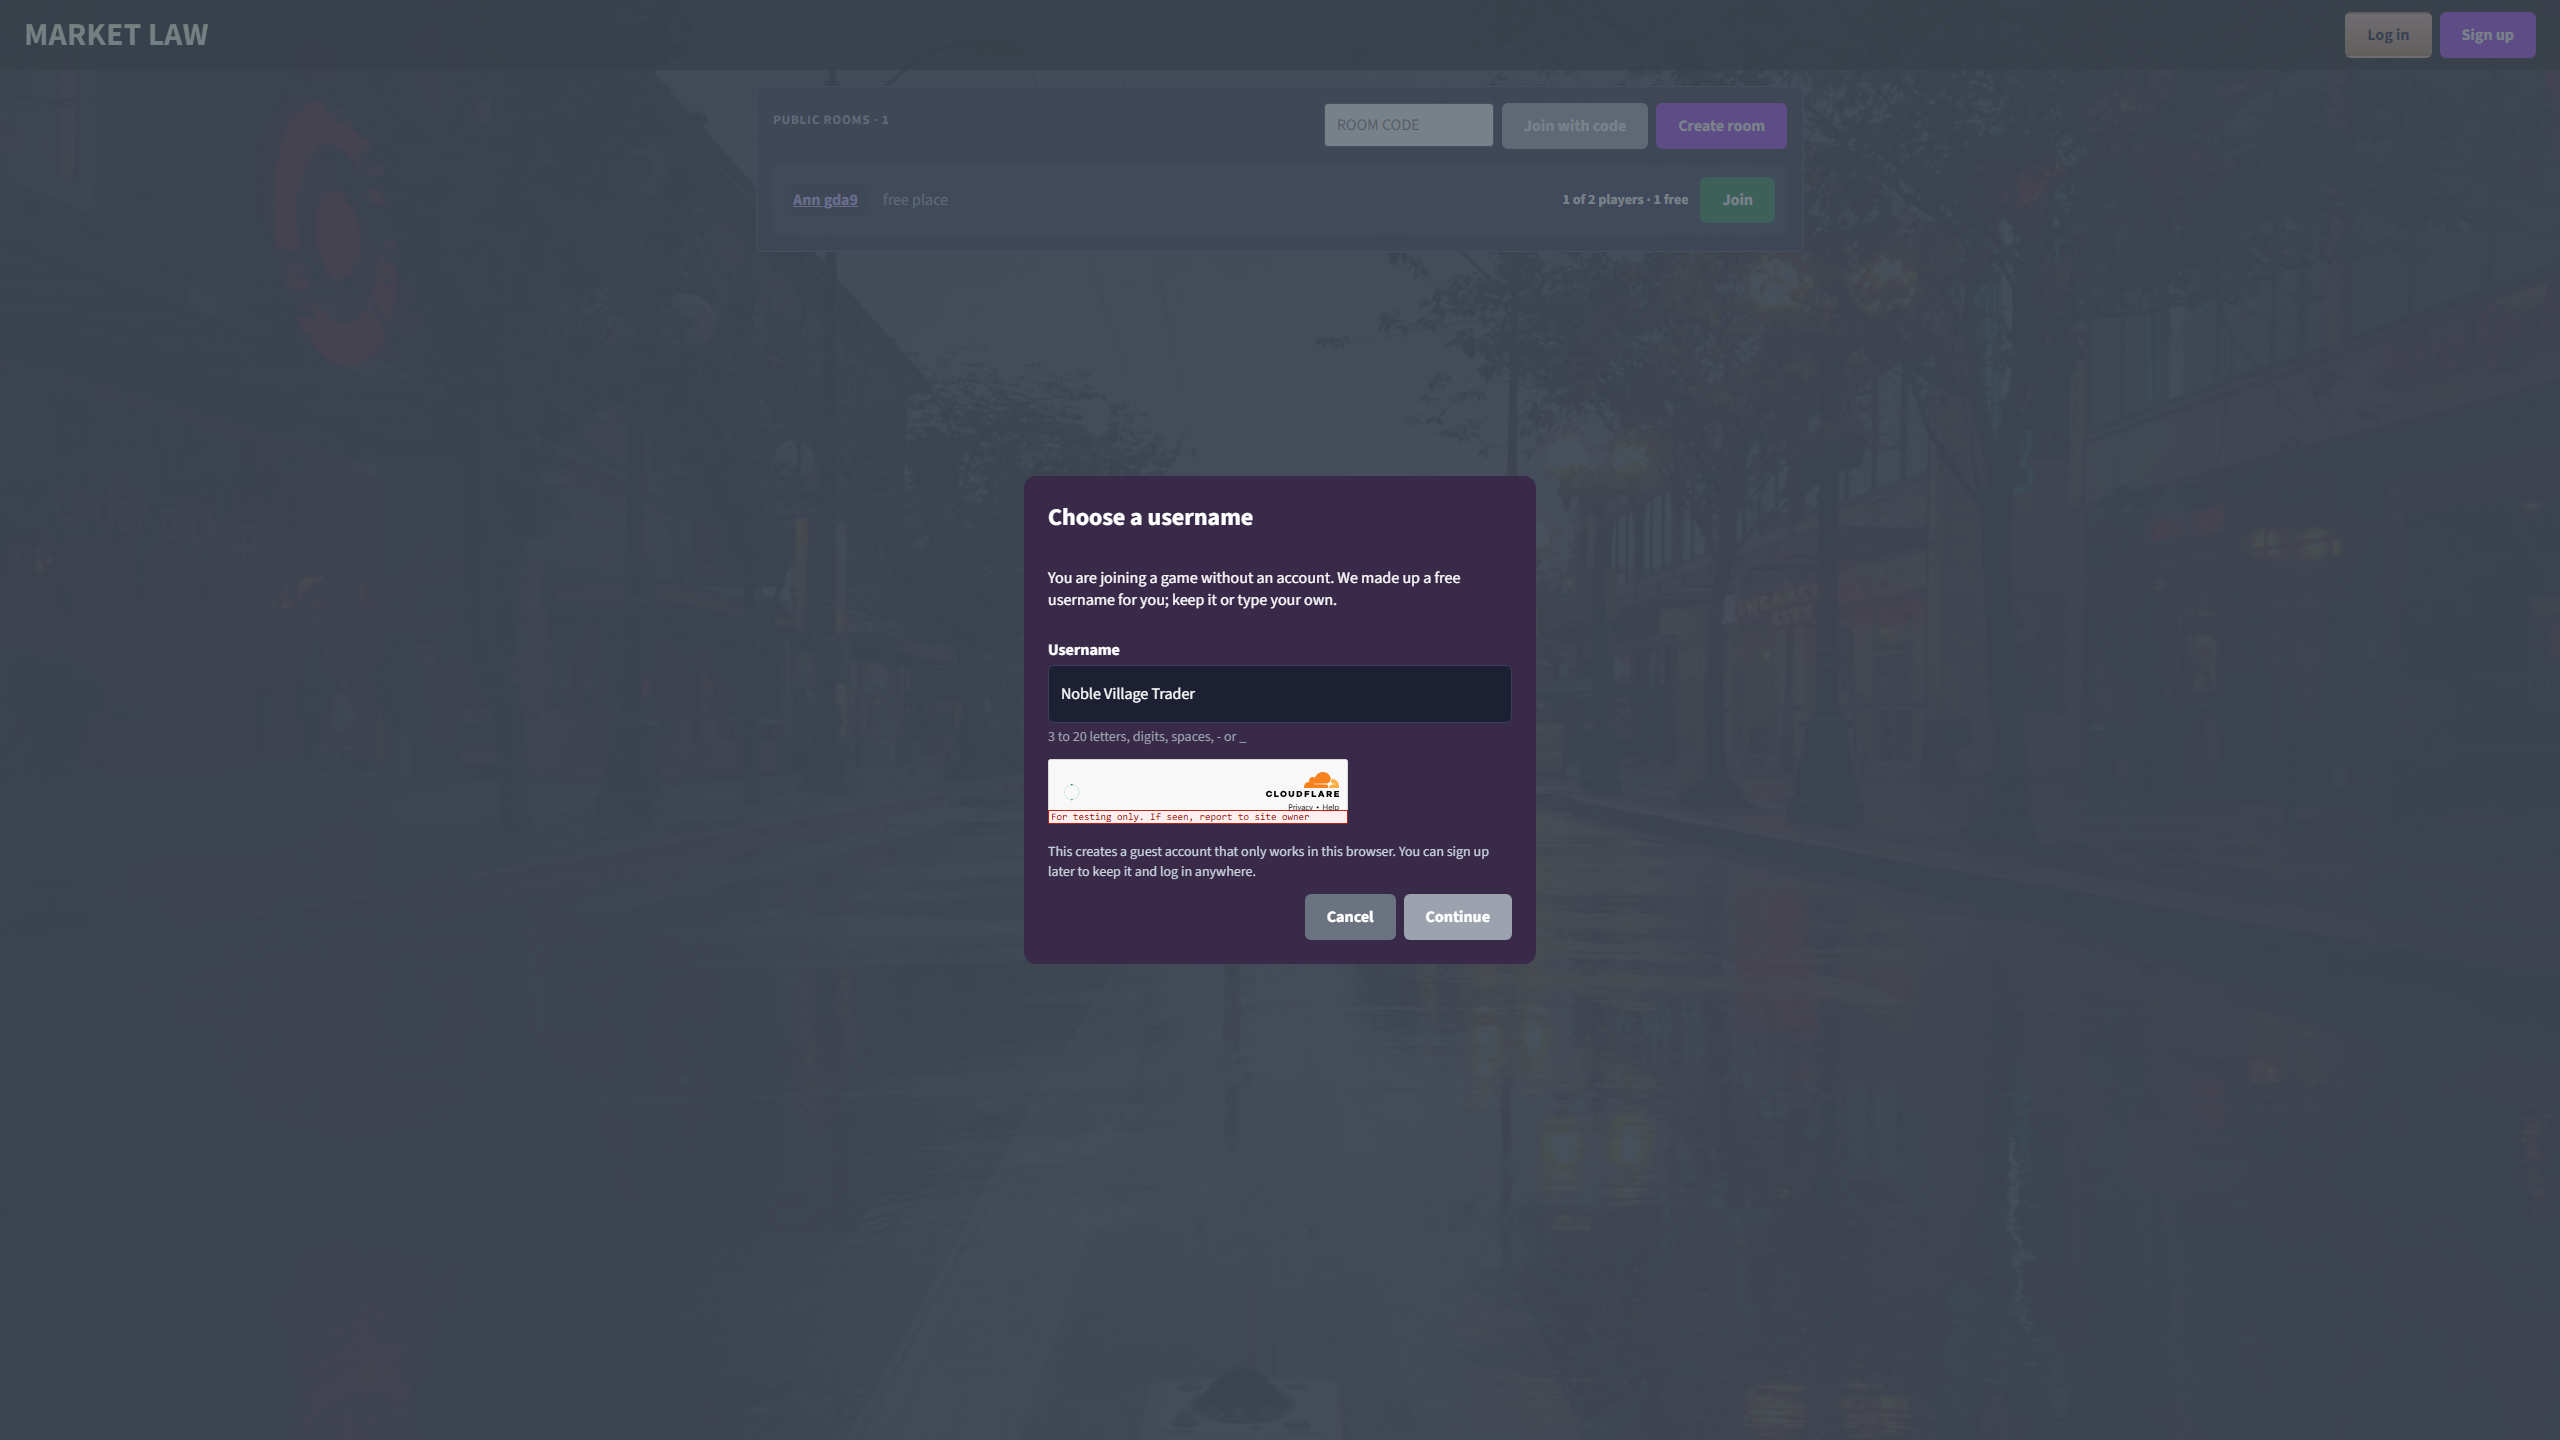 MARKET LAW
Log in
Sign up
PUBLIC ROOMS · 1
ROOM CODE
Join with code
Create room
Ann gda9
free place
1 of 2 players · 1 free
Join
order pickup
SNEAKER
CITY
Choose a username
You are joining a game without an account. We made up a free
username for you; keep it or type your own.
Username
Noble Village Trader
3 to 20 letters, digits, spaces, - or _
CLOUDFLARE
Privacy • Help
For testing only. If seen, report to site owner
This creates a guest account that only works in this browser. You can sign up
later to keep it and log in anywhere.
Cancel
Continue